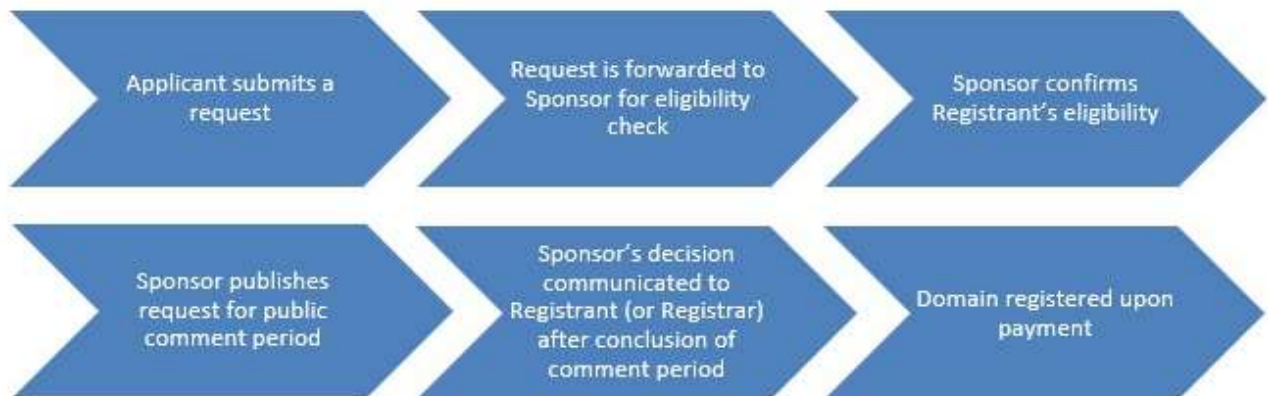 Applicant submits a
request
Request is forwarded to
Sponsor for eligibility
check
Sponsor confirms
Registrant's eligibility
Sponsor publishes
request for public
comment period
Sponsor's decision
communicated to
Registrant (or Registrar)
after conclusion of
comment period
Domain registered upon
payment